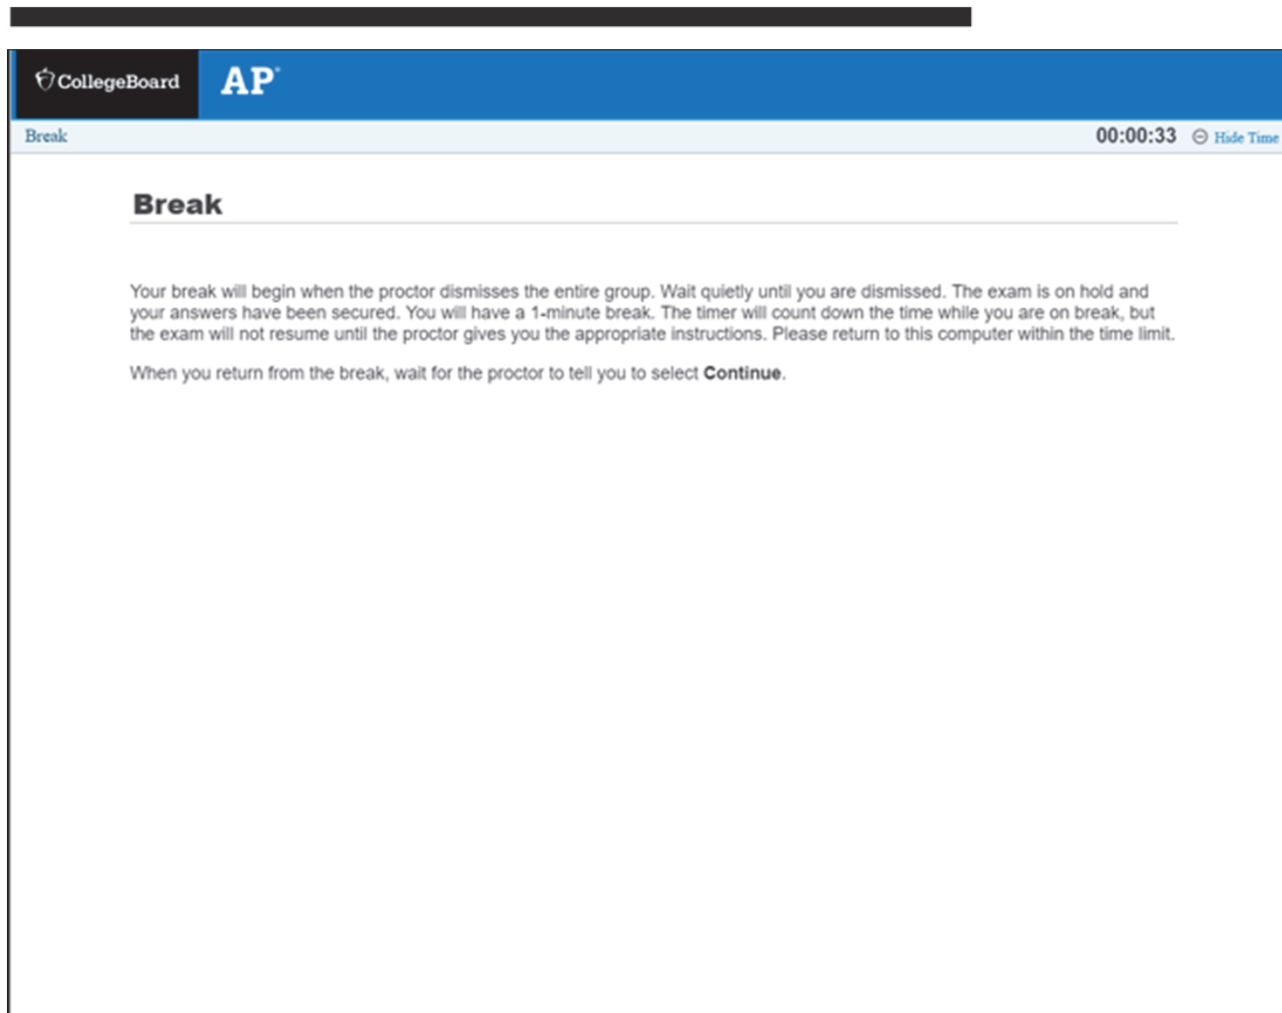 CollegeBoard AP®
Break 00:00:33 Hide Time
Break
Your break will begin when the proctor dismisses the entire group. Wait quietly until you are dismissed. The exam is on hold and
your answers have been secured. You will have a 1-minute break. The timer will count down the time while you are on break, but
the exam will not resume until the proctor gives you the appropriate instructions. Please return to this computer within the time limit.
When you return from the break, wait for the proctor to tell you to select Continue.